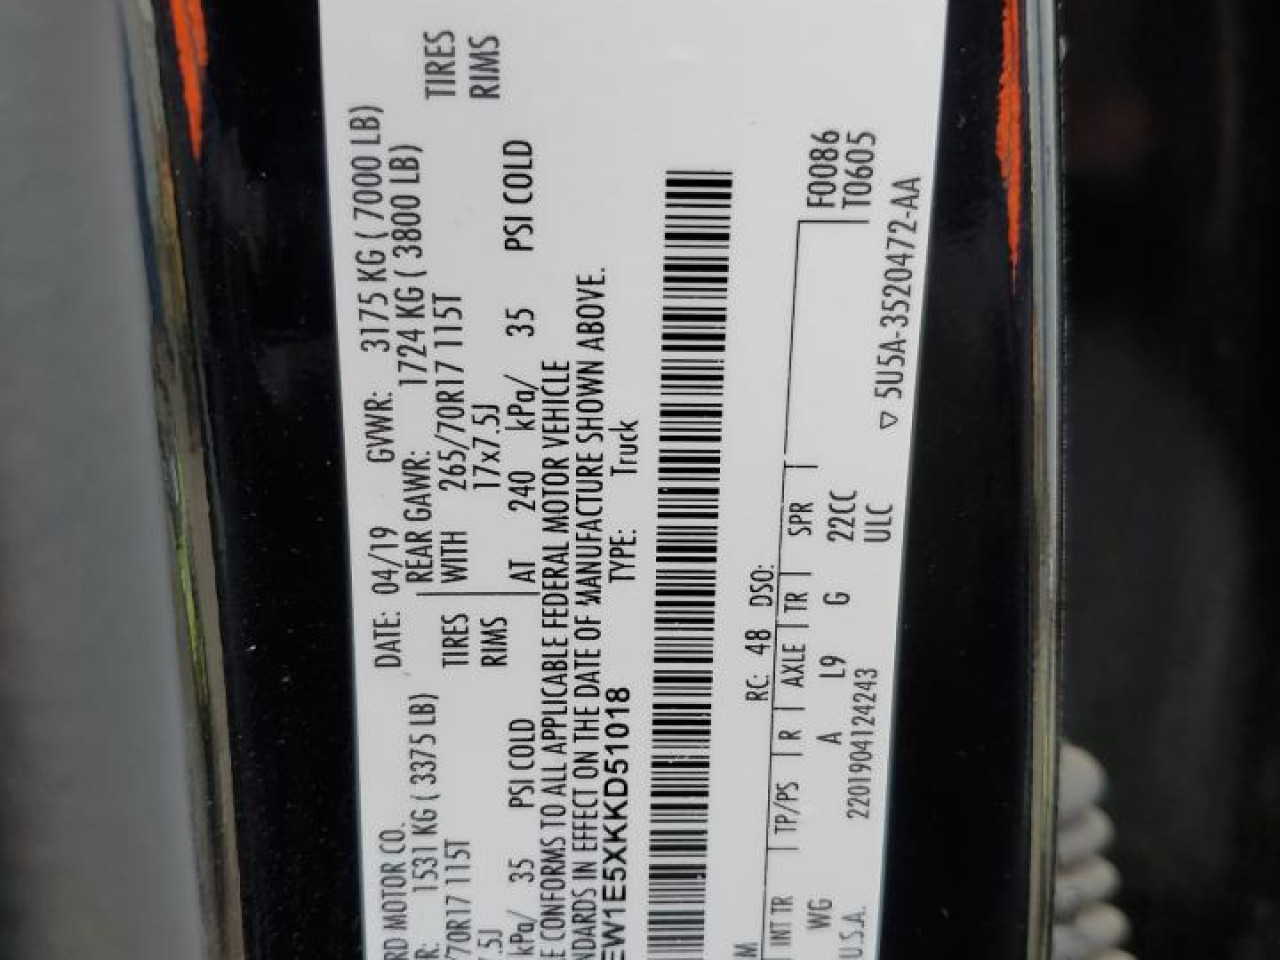 RD MOTOR CO. DATE: 04/19 GVWR: 3175 KG ( 7000 LB)
R: 1531 KG ( 3375 LB) REAR GAWR: 1724 KG ( 3800 LB)
70R17 115T TIRES WITH 265/70R17 115T TIRES
.5J RIMS 17x7.5J RIMS
kPa/ 35 PSI COLD AT 240 kPa/ 35 PSI COLD
E CONFORMS TO ALL APPLICABLE FEDERAL MOTOR VEHICLE
NDARDS IN EFFECT ON THE DATE OF MANUFACTURE SHOWN ABOVE.
EW1E5XKKD51018 TYPE: Truck
M RC: 48 DSO:
INT TR TP/PS R AXLE TR SPR F0086
WG A L9 G 22CC T0605
U.S.A. 2201904124243 ULC ▽ 5U5A-3520472-AA